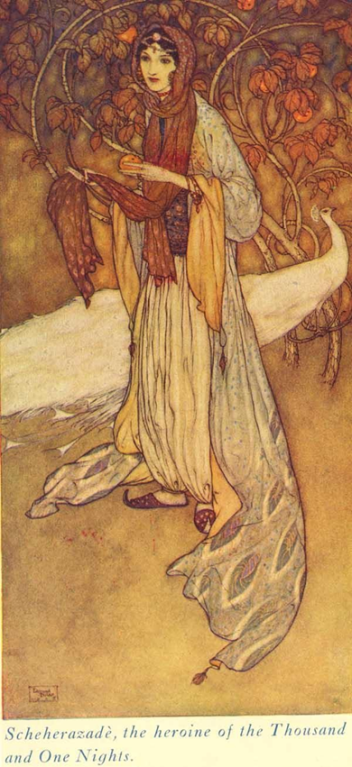 Scheherazadè, the heroine of the Thousand
and One Nights.